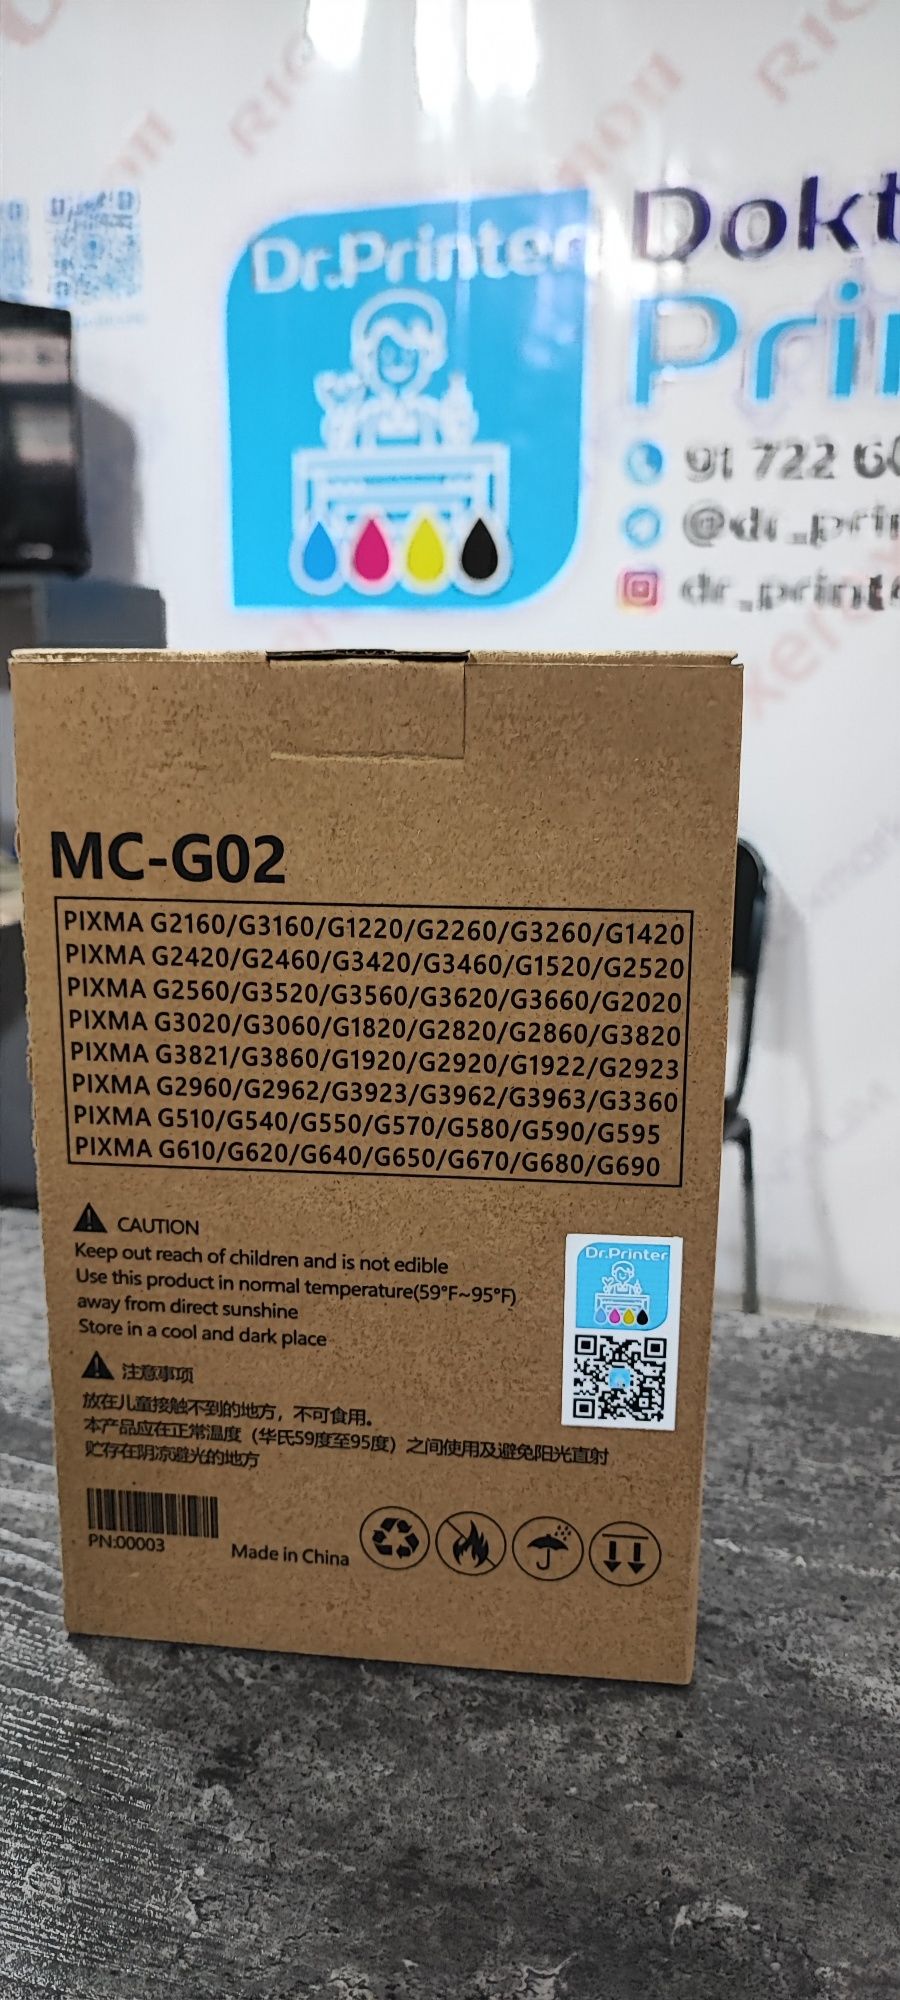 Dr.Printer
Dokt
Prin
91 722 60
@dr_prin
dr_printe
MC-G02
PIXMA G2160/G3160/G1220/G2260/G3260/G1420
PIXMA G2420/G2460/G3420/G3460/G1520/G2520
PIXMA G2560/G3520/G3560/G3620/G3660/G2020
PIXMA G3020/G3060/G1820/G2820/G2860/G3820
PIXMA G3821/G3860/G1920/G2920/G1922/G2923
PIXMA G2960/G2962/G3923/G3962/G3963/G3360
PIXMA G510/G540/G550/G570/G580/G590/G595
PIXMA G610/G620/G640/G650/G670/G680/G690
CAUTION
Keep out reach of children and is not edible
Use this product in normal temperature(59°F~95°F)
away from direct sunshine
Store in a cool and dark place
Dr.Printer
注意事项
放在儿童接触不到的地方，不可食用。
本产品应在正常温度（华氏59度至95度）之间使用及避免阳光直射
贮存在阴凉避光的地方
PN:00003
Made in China